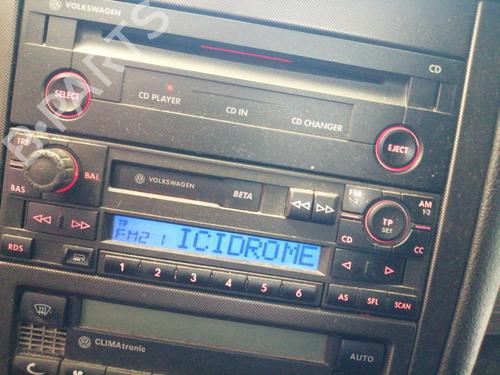 VOLKSWAGEN
CD
SELECT
CD PLAYER
CD IN
CD CHANGER
EJECT
TRE
BAS
BAL
VOLKSWAGEN
BETA
FM
1-2
AM
1-2
TP
SET
CD
CC
RDS
TP
FM2 1 ICIDROME
1 2 3 4 5 6
AS
SFL
SCAN
CLIMAtronic
AUTO
B-PARTS